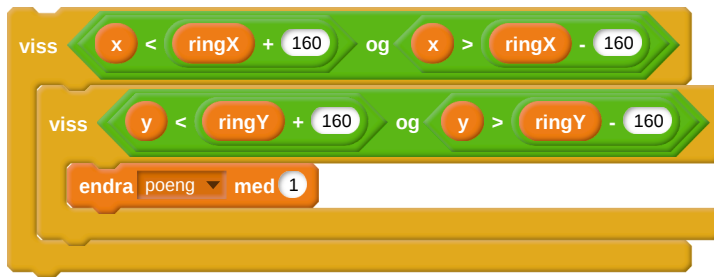 viss x < ringX + 160 og x > ringX - 160
viss y < ringY + 160 og y > ringY - 160
endra poeng med 1